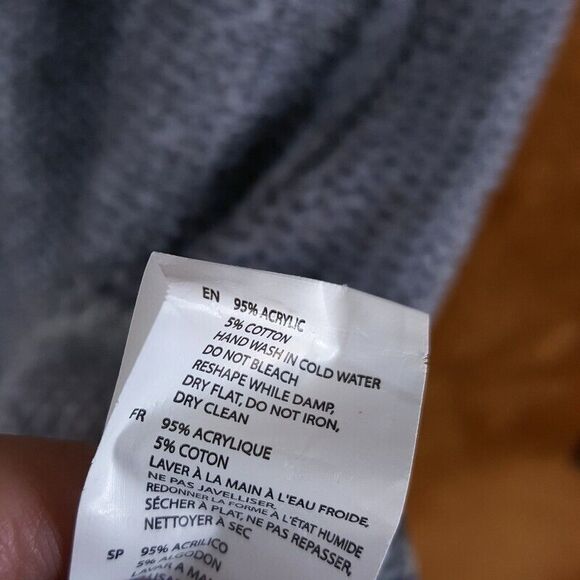 EN 95% ACRYLIC
5% COTTON
HAND WASH IN COLD WATER
DO NOT BLEACH
RESHAPE WHILE DAMP,
DRY FLAT, DO NOT IRON,
DRY CLEAN
FR 95% ACRYLIQUE
5% COTON
LAVER À LA MAIN À L'EAU FROIDE,
NE PAS JAVELLISER,
REDONNER LA FORME À L'ÉTAT HUMIDE
SÉCHER À PLAT, NE PAS REPASSER,
NETTOYER À SEC
SP 95% ACRILICO
5% ALGODON
LAVAR A MA